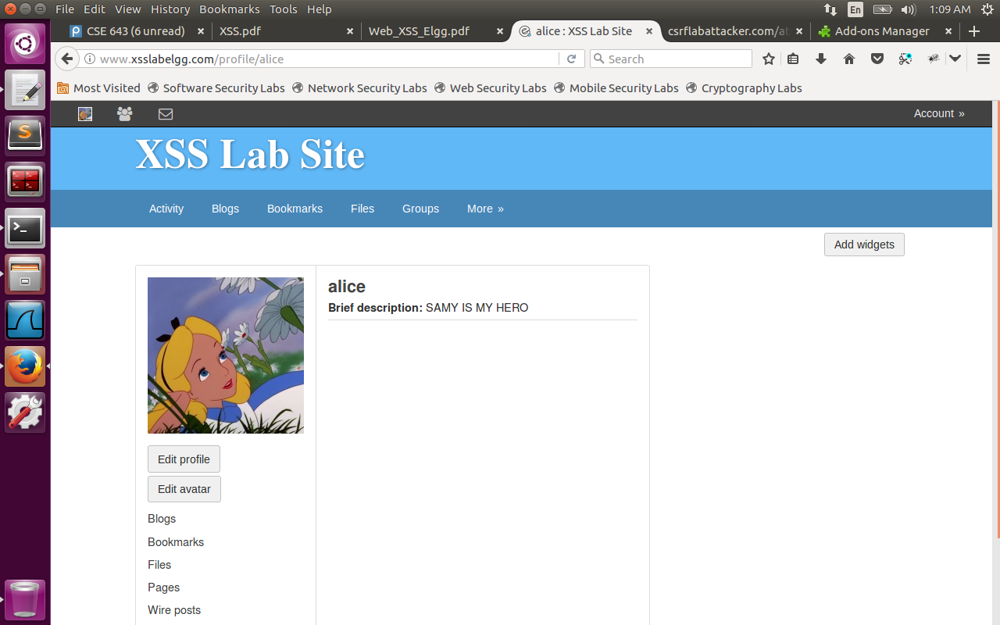 File Edit View History Bookmarks Tools Help En 1:09 AM
CSE 643 (6 unread) XSS.pdf Web_XSS_Elgg.pdf alice : XSS Lab Site csrflabattacker.com/at Add-ons Manager
www.xsslabelgg.com/profile/alice Search
Most Visited Software Security Labs Network Security Labs Web Security Labs Mobile Security Labs Cryptography Labs
Account »
XSS Lab Site
Activity Blogs Bookmarks Files Groups More »
Add widgets
alice
Brief description: SAMY IS MY HERO
Edit profile
Edit avatar
Blogs
Bookmarks
Files
Pages
Wire posts